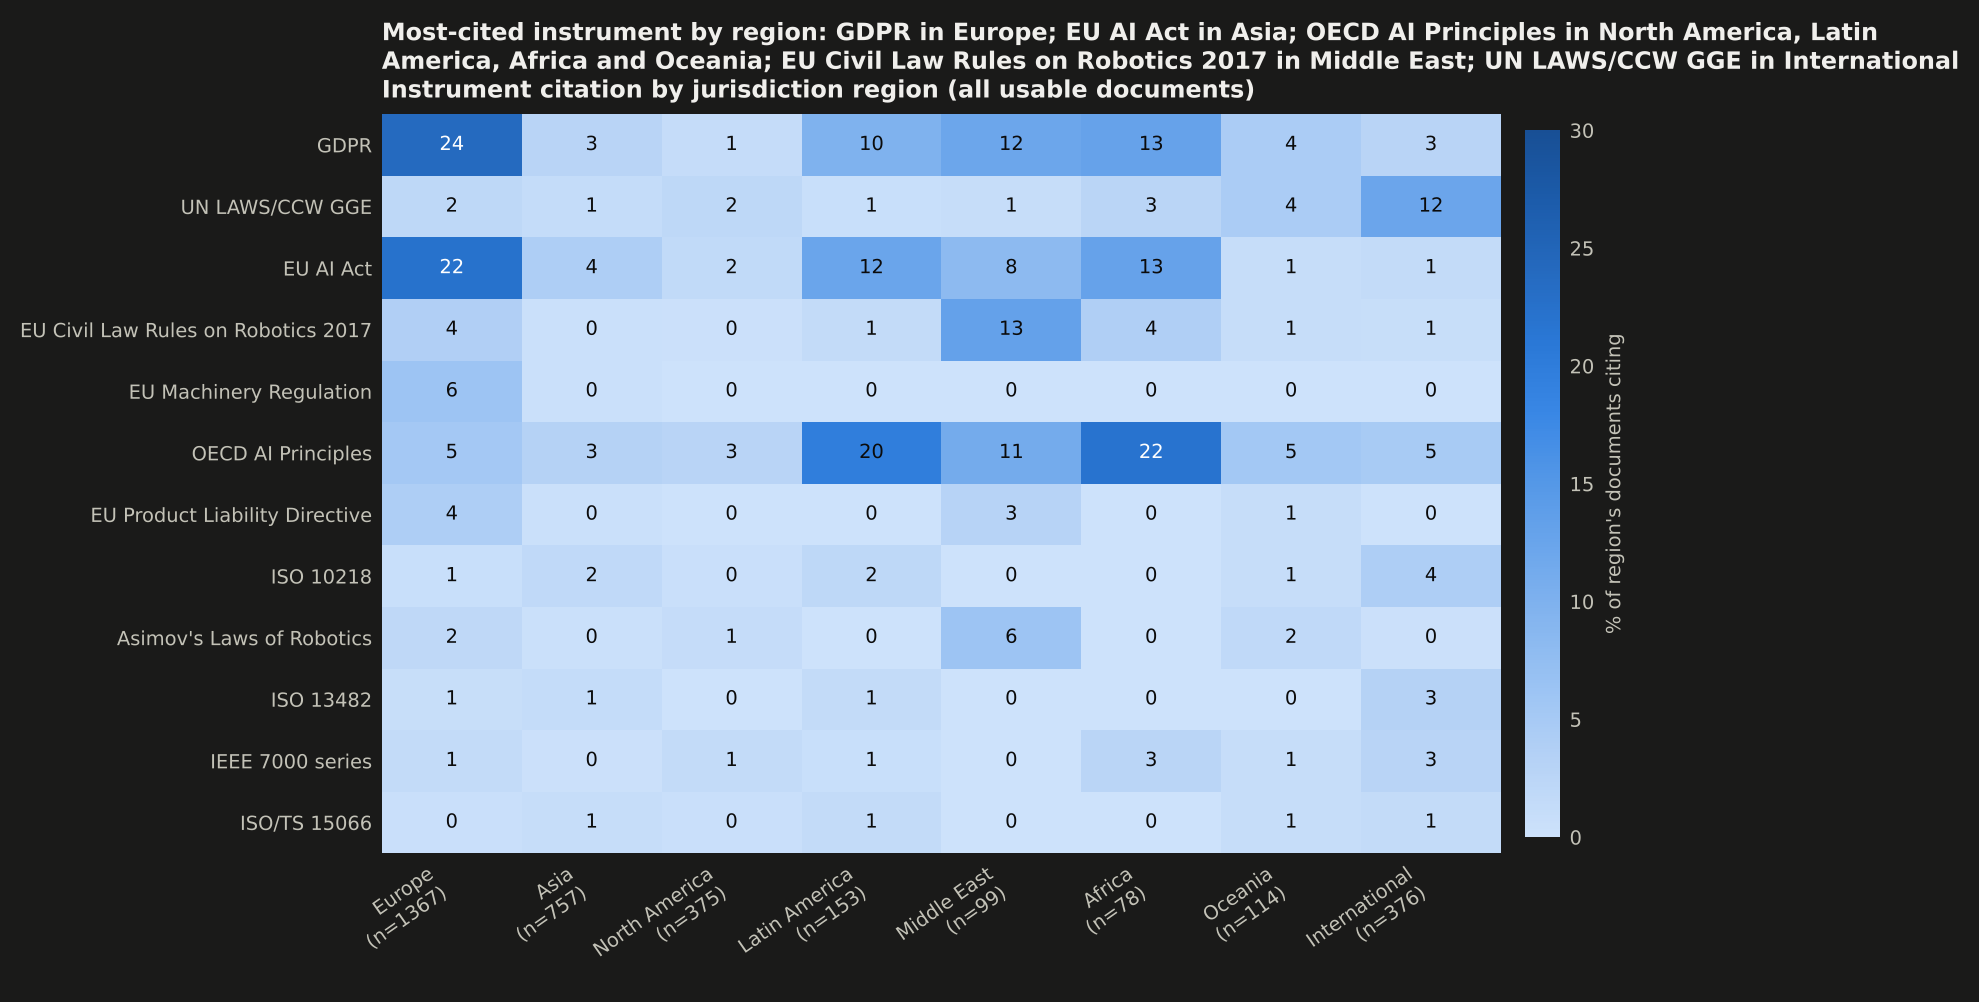 Most-cited instrument by region: GDPR in Europe; EU AI Act in Asia; OECD AI Principles in North America, Latin
America, Africa and Oceania; EU Civil Law Rules on Robotics 2017 in Middle East; UN LAWS/CCW GGE in International
Instrument citation by jurisdiction region (all usable documents)
GDPR 24 3 1 10 12 13 4 3
UN LAWS/CCW GGE 2 1 2 1 1 3 4 12
EU AI Act 22 4 2 12 8 13 1 1
EU Civil Law Rules on Robotics 2017 4 0 0 1 13 4 1 1
EU Machinery Regulation 6 0 0 0 0 0 0 0
OECD AI Principles 5 3 3 20 11 22 5 5
EU Product Liability Directive 4 0 0 0 3 0 1 0
ISO 10218 1 2 0 2 0 0 1 4
Asimov's Laws of Robotics 2 0 1 0 6 0 2 0
ISO 13482 1 1 0 1 0 0 0 3
IEEE 7000 series 1 0 1 1 0 3 1 3
ISO/TS 15066 0 1 0 1 0 0 1 1
Europe
(n=1367)
Asia
(n=757)
North America
(n=375)
Latin America
(n=153)
Middle East
(n=99)
Africa
(n=78)
Oceania
(n=114)
International
(n=376)
30
25
20
15
10
5
0
% of region's documents citing